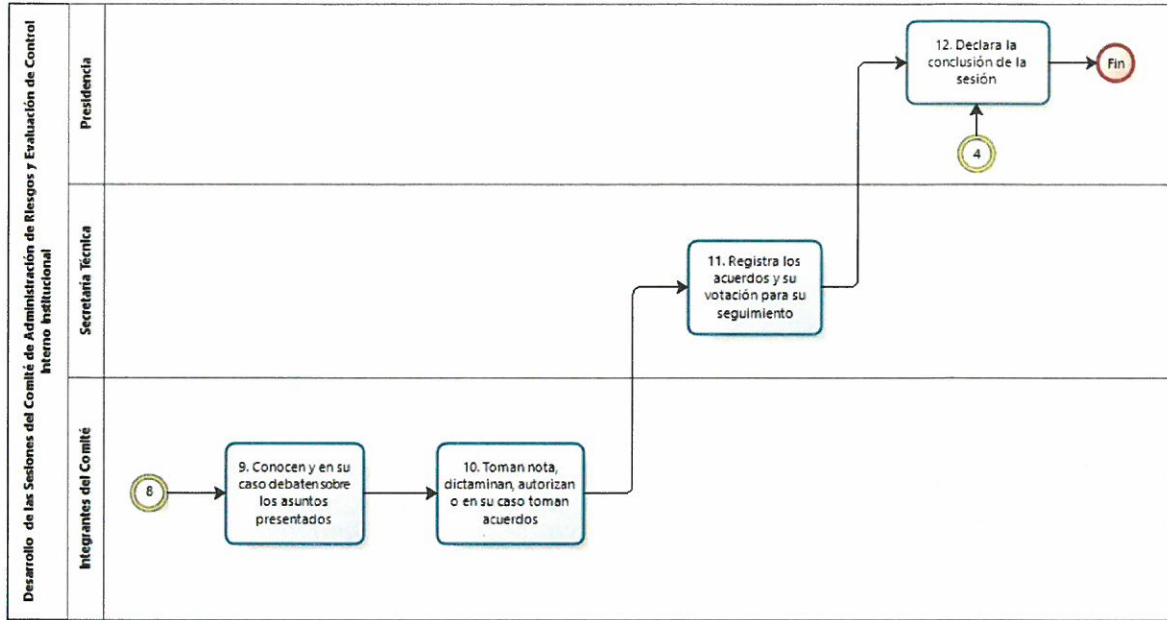 Desarrollo de las Sesiones del Comité de Administración de Riesgos y Evaluación de Control
Interno Institucional
Presidencia
12. Declara la
conclusión de la
sesión
Fin
4
Secretaría Técnica
11. Registra los
acuerdos y su
votación para su
seguimiento
Integrantes del Comité
8
9. Conocen y en su
caso debaten sobre
los asuntos
presentados
10. Toman nota,
dictaminan, autorizan
o en su caso toman
acuerdos